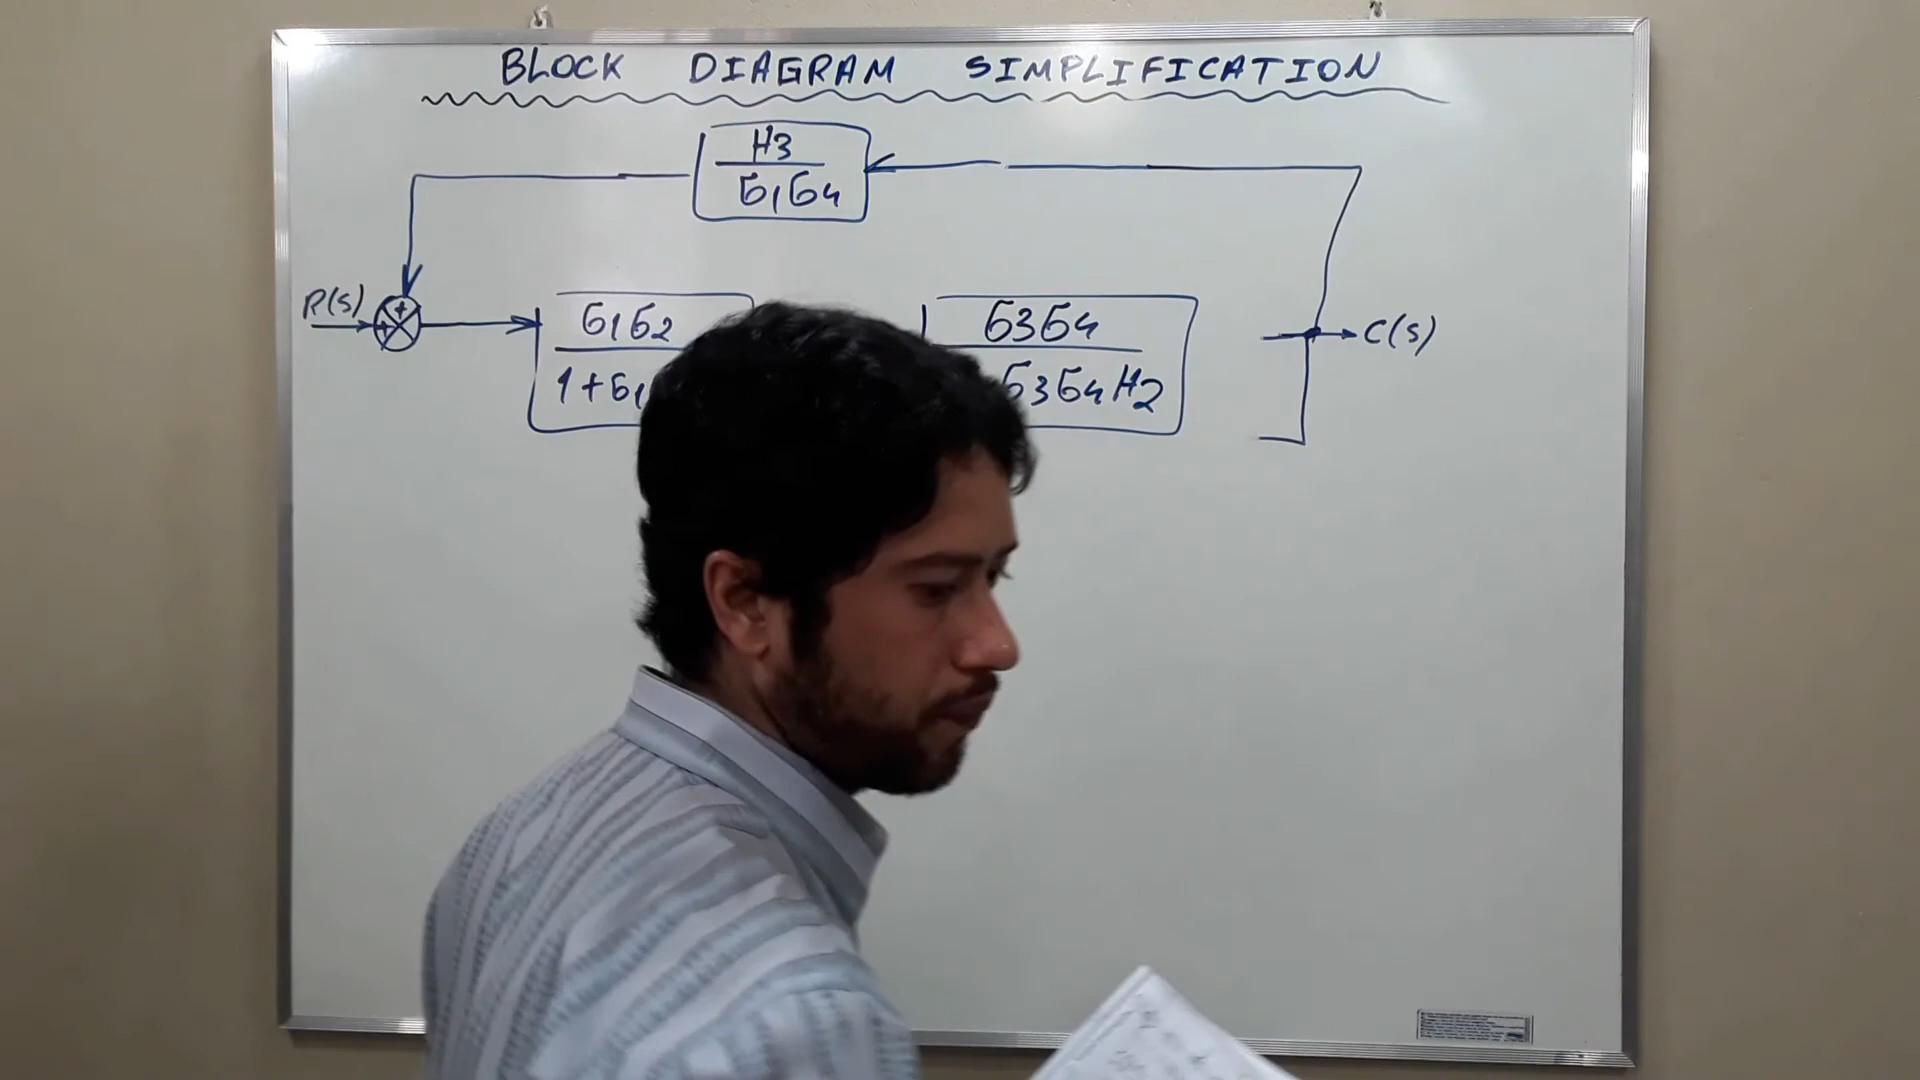 BLOCK DIAGRAM SIMPLIFICATION
H3
G1G4
R(s)
+
+
G1G2
1+G1
G3G4
G3G4H2
C(s)